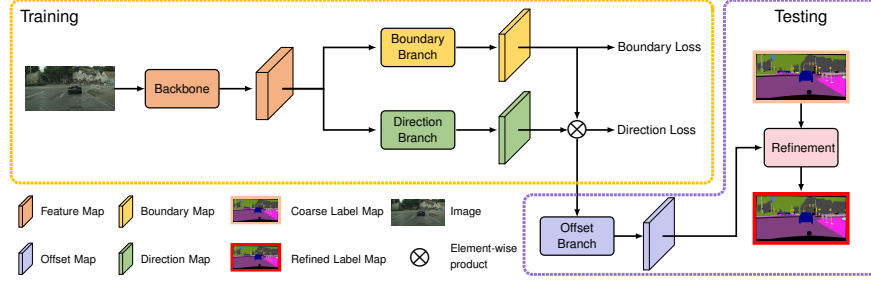 Training
Testing
Boundary
Branch
Boundary Loss
Backbone
Direction
Branch
Direction Loss
Refinement
Feature Map
Boundary Map
Coarse Label Map
Image
Offset
Branch
Offset Map
Direction Map
Refined Label Map
Element-wise
product